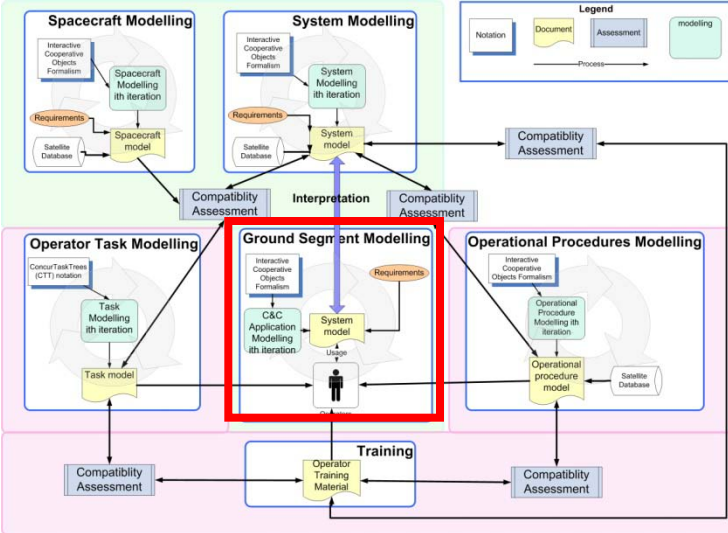 Spacecraft Modelling
Interactive
Cooperative
Objects
Formalism
Spacecraft
Modelling
ith iteration
Requirements
Satellite
Database
Spacecraft
model
System Modelling
Interactive
Cooperative
Objects
Formalism
System
Modelling
ith iteration
Requirements
Satellite
Database
System
model
Legend
Notation
Document
Assessment
modelling
Process
Compatiblity
Assessment
Compatiblity
Assessment
Interpretation
Compatiblity
Assessment
Operator Task Modelling
ConcurTaskTrees
(CTT) notation
Task
Modelling
ith iteration
Task model
Ground Segment Modelling
Interactive
Cooperative
Objects
Formalism
Requirements
C&C
Application
Modelling
ith iteration
System
model
Usage
Operational Procedures Modelling
Interactive
Cooperative
Objects Formalism
Operational
Procedure
Modelling ith
iteration
Operational
procedure
model
Satellite
Database
Training
Compatiblity
Assessment
Operator
Training
Material
Compatiblity
Assessment